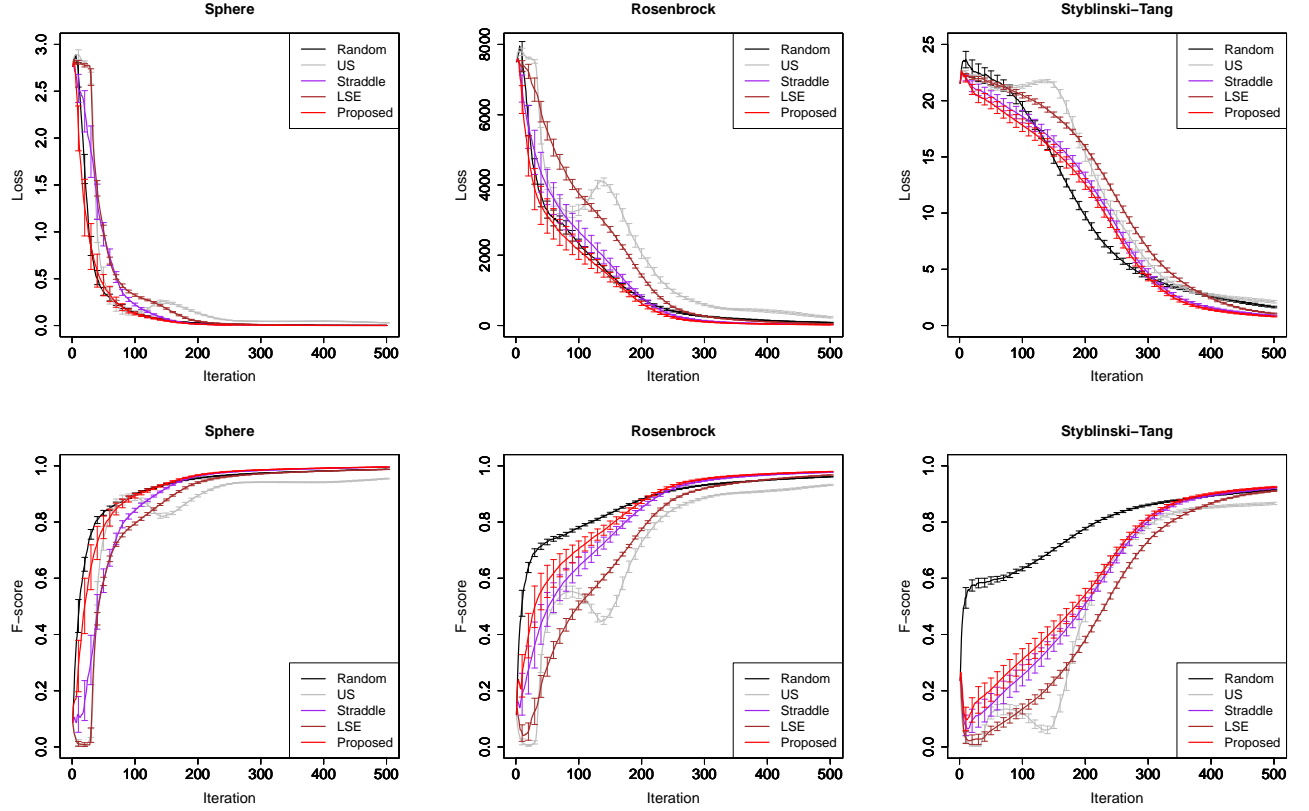 Sphere
3.0
2.5
2.0
1.5
1.0
0.5
0.0
Loss
0 100 200 300 400 500
Iteration
Random
US
Straddle
LSE
Proposed
Rosenbrock
8000
6000
4000
2000
0
Loss
0 100 200 300 400 500
Iteration
Random
US
Straddle
LSE
Proposed
Styblinski−Tang
25
20
15
10
5
0
Loss
0 100 200 300 400 500
Iteration
Random
US
Straddle
LSE
Proposed
Sphere
1.0
0.8
0.6
0.4
0.2
0.0
F−score
0 100 200 300 400 500
Iteration
Random
US
Straddle
LSE
Proposed
Rosenbrock
1.0
0.8
0.6
0.4
0.2
0.0
F−score
0 100 200 300 400 500
Iteration
Random
US
Straddle
LSE
Proposed
Styblinski−Tang
1.0
0.8
0.6
0.4
0.2
0.0
F−score
0 100 200 300 400 500
Iteration
Random
US
Straddle
LSE
Proposed